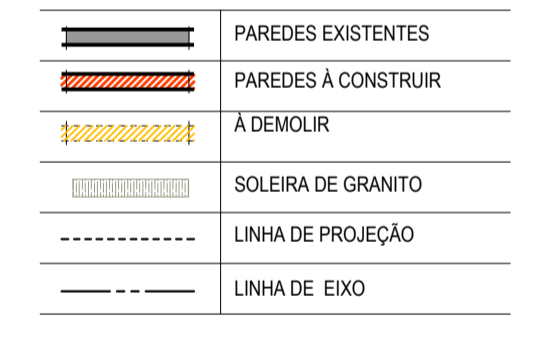 PAREDES EXISTENTES
PAREDES À CONSTRUIR
À DEMOLIR
SOLEIRA DE GRANITO
LINHA DE PROJEÇÃO
LINHA DE  EIXO